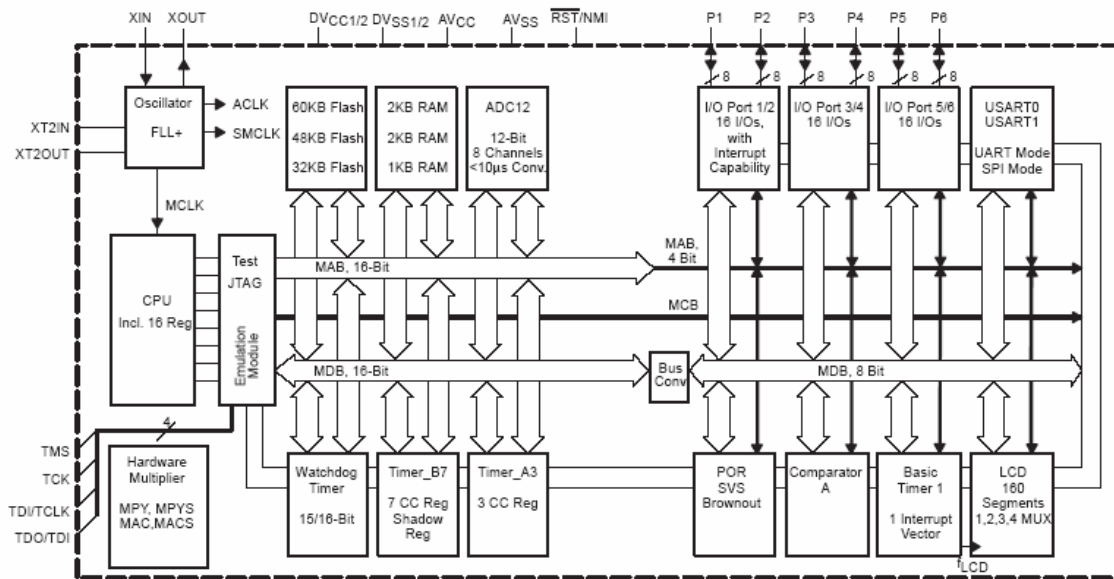 XIN
XOUT
DVCC1/2
DVSS1/2
AVCC
AVSS
RST/NMI
P1
P2
P3
P4
P5
P6
8
8
8
8
8
8
Oscillator
FLL+
ACLK
SMCLK
XT2IN
XT2OUT
MCLK
60KB Flash
48KB Flash
32KB Flash
2KB RAM
2KB RAM
1KB RAM
ADC12
12-Bit
8 Channels
<10µs Conv.
I/O Port 1/2
16 I/Os,
with
Interrupt
Capability
I/O Port 3/4
16 I/Os
I/O Port 5/6
16 I/Os
USART0
USART1
UART Mode
SPI Mode
CPU
Incl. 16 Reg
Test
JTAG
Emulation
Module
MAB, 16-Bit
MAB,
4 Bit
MCB
MDB, 16-Bit
Bus
Conv
MDB, 8 Bit
4
TMS
TCK
TDI/TCLK
TDO/TDI
Hardware
Multiplier
MPY, MPYS
MAC,MACS
Watchdog
Timer
15/16-Bit
Timer_B7
7 CC Reg
Shadow
Reg
Timer_A3
3 CC Reg
POR
SVS
Brownout
Comparator
A
Basic
Timer 1
1 Interrupt
Vector
fLCD
LCD
160
Segments
1,2,3,4 MUX